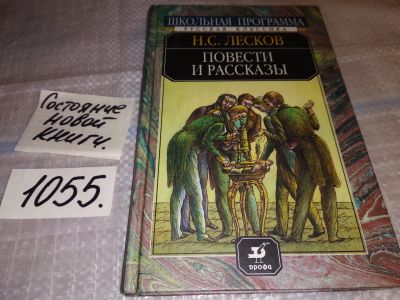 ШКОЛЬНАЯ ПРОГРАММА
РУССКАЯ КЛАССИКА
Н.С. ЛЕСКОВ
ПОВЕСТИ
И РАССКАЗЫ
Состояние
новой
книги.
1055.
дрофа